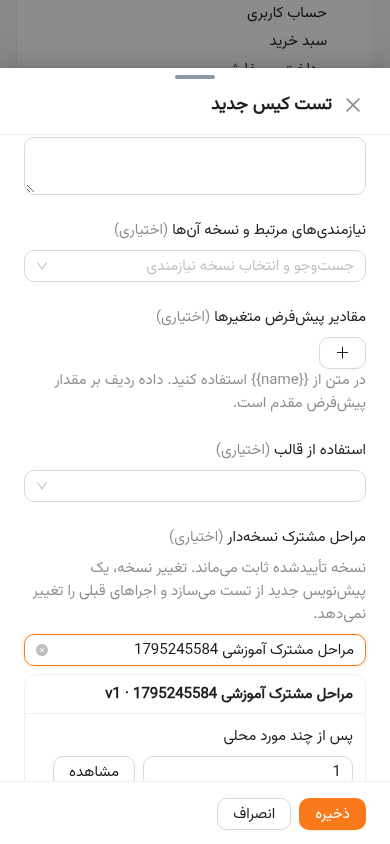 حساب کاربری
سبد خرید
تست کیس جدید
نیازمندی‌های مرتبط و نسخه آن‌ها (اختیاری)
جست‌وجو و انتخاب نسخه نیازمندی
مقادیر پیش‌فرض متغیرها (اختیاری)
+
در متن از {{name}} استفاده کنید. داده ردیف بر مقدار
پیش‌فرض مقدم است.
استفاده از قالب (اختیاری)
مراحل مشترک نسخه‌دار (اختیاری)
نسخه تأییدشده ثابت می‌ماند. تغییر نسخه، یک
پیش‌نویس جدید از تست می‌سازد و اجراهای قبلی را تغییر
نمی‌دهد.
مراحل مشترک آموزشی 1795245584
مراحل مشترک آموزشی 1795245584 · v1
پس از چند مورد محلی
1
مشاهده
ذخیره
انصراف